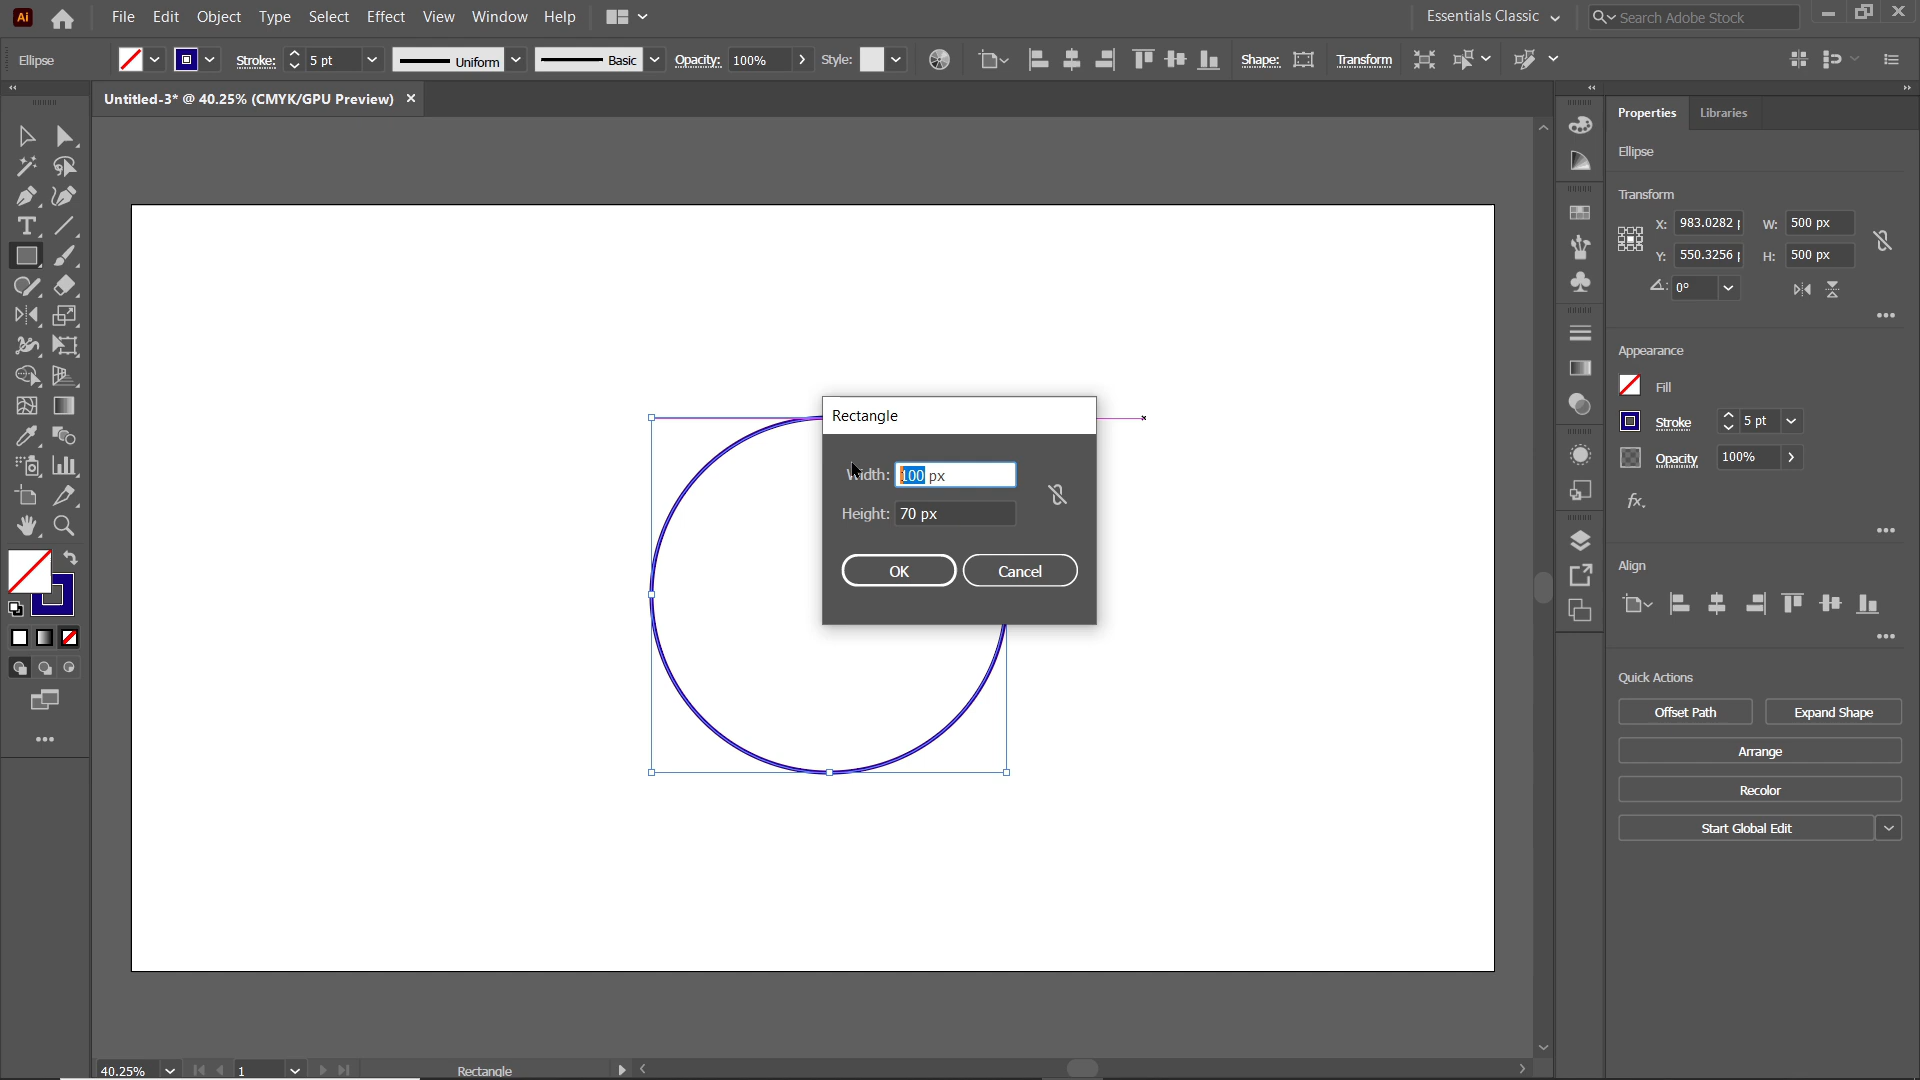 Ai File Edit Object Type Select Effect View Window Help Essentials Classic Search Adobe Stock
Ellipse Stroke: 5 pt Uniform Basic Opacity: 100% Style: Shape: Transform
Untitled-3* @ 40.25% (CMYK/GPU Preview)
Properties Libraries
Ellipse
Transform
X: 983.0282 W: 500 px
Y: 550.3256 H: 500 px
0°
Appearance
Fill
Stroke 5 pt
Opacity 100%
fx.
Align
Quick Actions
Offset Path Expand Shape
Arrange
Recolor
Start Global Edit
Rectangle
Width: 100 px
Height: 70 px
OK Cancel
40.25% 1 Rectangle